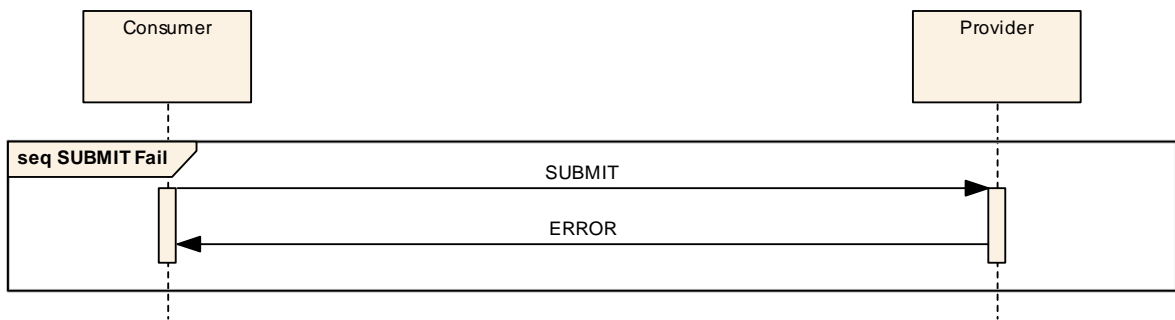 Consumer
Provider
seq SUBMIT Fail
SUBMIT
ERROR